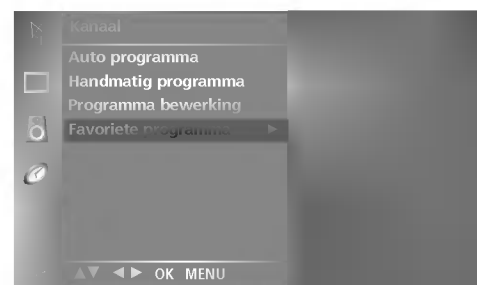 Kanaal
Auto programma
Handmatig programma
Programma bewerking
Favoriete programma
OK MENU